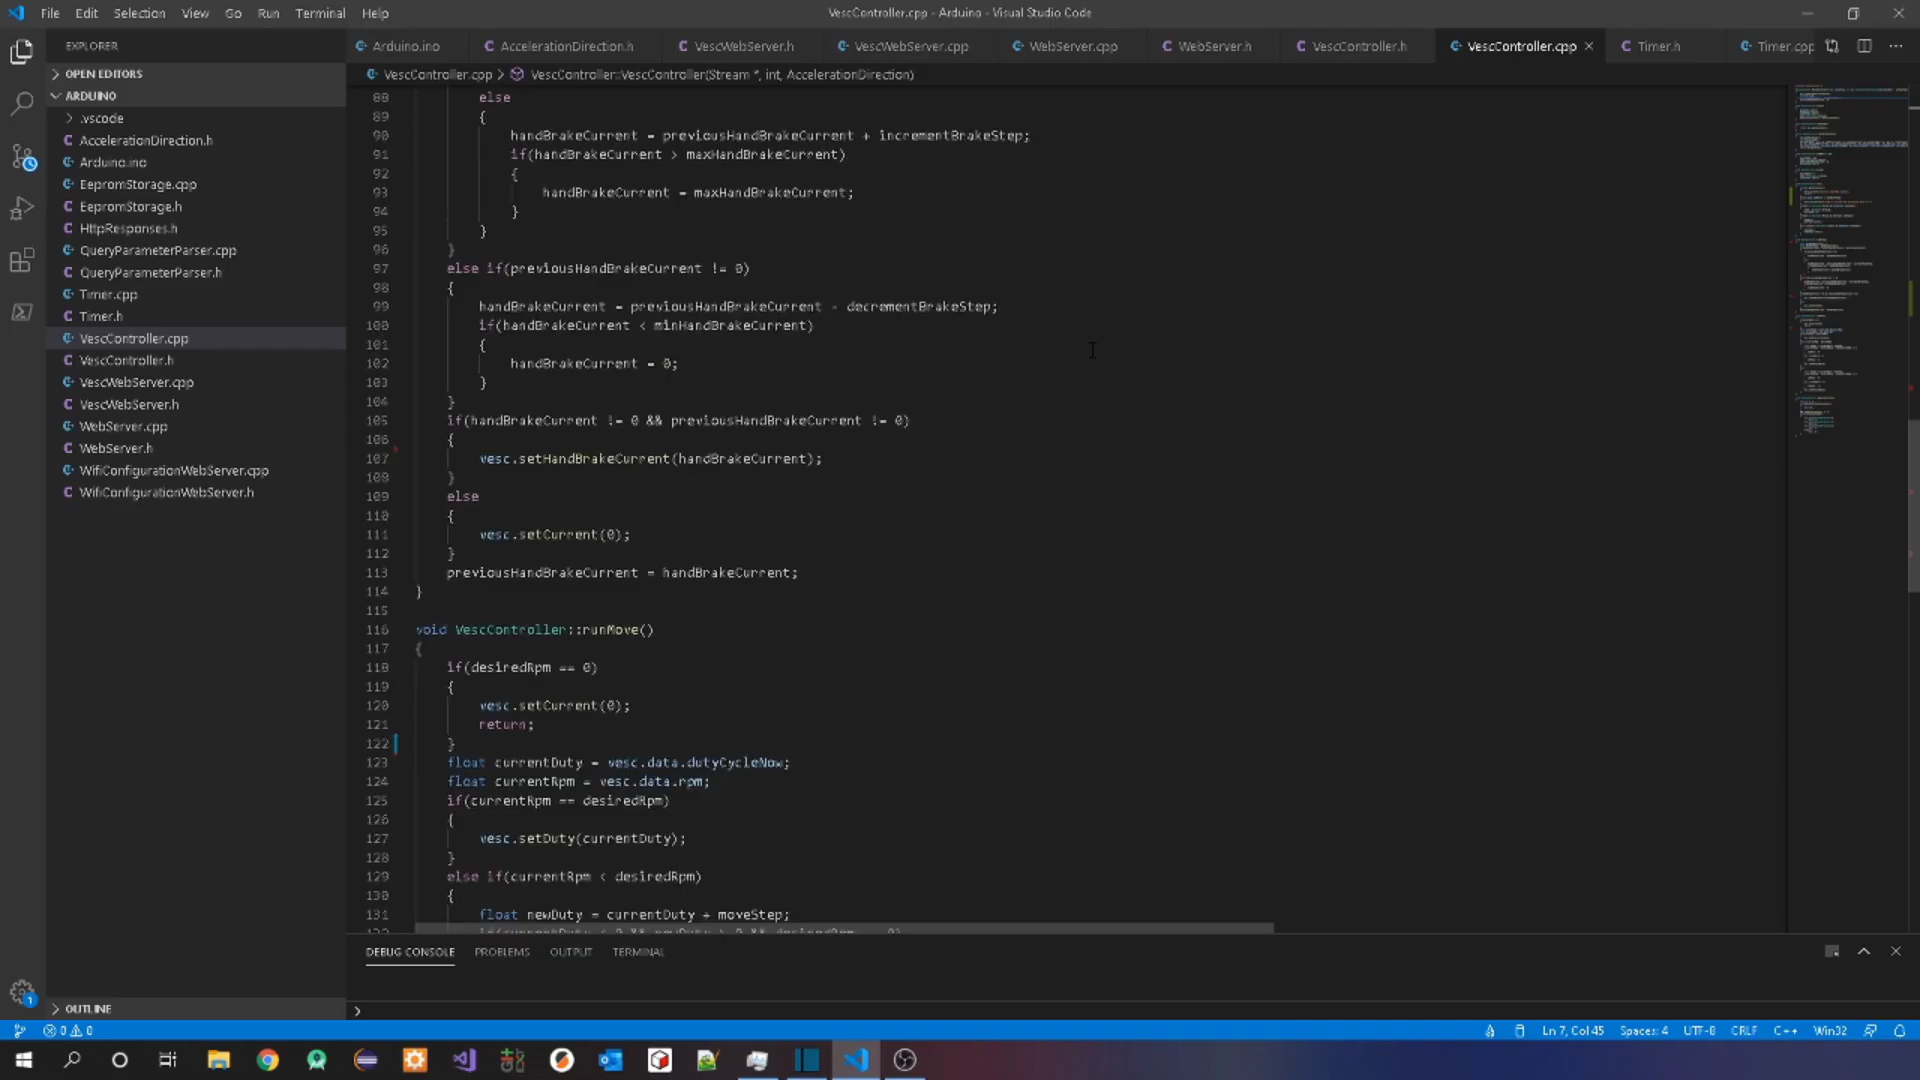 File Edit Selection View Go Run Terminal Help
VescController.cpp - Arduino - Visual Studio Code
EXPLORER
OPEN EDITORS
ARDUINO
.vscode
AccelerationDirection.h
Arduino.ino
EepromStorage.cpp
EepromStorage.h
HttpResponses.h
QueryParameterParser.cpp
QueryParameterParser.h
Timer.cpp
Timer.h
VescController.cpp
VescController.h
VescWebServer.cpp
VescWebServer.h
WebServer.cpp
WebServer.h
WifiConfigurationWebServer.cpp
WifiConfigurationWebServer.h
OUTLINE
Arduino.ino AccelerationDirection.h VescWebServer.h VescWebServer.cpp WebServer.cpp WebServer.h VescController.h VescController.cpp Timer.h Timer.cpp
VescController.cpp > VescController::VescController(Stream *, int, AccelerationDirection)
88 else
89 {
90 handBrakeCurrent = previousHandBrakeCurrent + incrementBrakeStep;
91 if(handBrakeCurrent > maxHandBrakeCurrent)
92 {
93 handBrakeCurrent = maxHandBrakeCurrent;
94 }
95 }
96 }
97 else if(previousHandBrakeCurrent != 0)
98 {
99 handBrakeCurrent = previousHandBrakeCurrent - decrementBrakeStep;
100 if(handBrakeCurrent < minHandBrakeCurrent)
101 {
102 handBrakeCurrent = 0;
103 }
104 }
105 if(handBrakeCurrent != 0 && previousHandBrakeCurrent != 0)
106 {
107 vesc.setHandBrakeCurrent(handBrakeCurrent);
108 }
109 else
110 {
111 vesc.setCurrent(0);
112 }
113 previousHandBrakeCurrent = handBrakeCurrent;
114 }
115
116 void VescController::runMove()
117 {
118 if(desiredRpm == 0)
119 {
120 vesc.setCurrent(0);
121 return;
122 }
123 float currentDuty = vesc.data.dutyCycleNow;
124 float currentRpm = vesc.data.rpm;
125 if(currentRpm == desiredRpm)
126 {
127 vesc.setDuty(currentDuty);
128 }
129 else if(currentRpm < desiredRpm)
130 {
131 float newDuty = currentDuty + moveStep;
DEBUG CONSOLE PROBLEMS OUTPUT TERMINAL
>
0 0 Ln 7, Col 45 Spaces: 4 UTF-8 CRLF C++ Win32
1